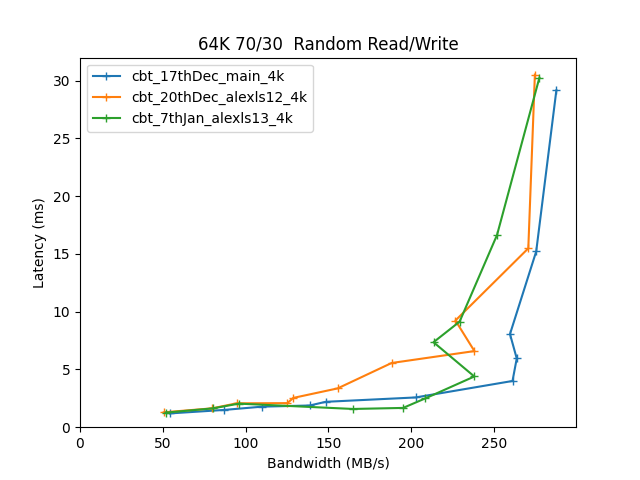 64K 70/30  Random Read/Write
cbt_17thDec_main_4k
cbt_20thDec_alexls12_4k
cbt_7thJan_alexls13_4k
Latency (ms)
30
25
20
15
10
5
0
0 50 100 150 200 250
Bandwidth (MB/s)